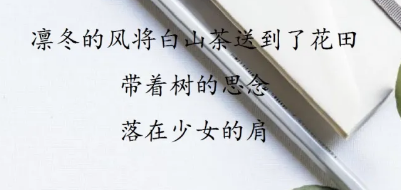 凛冬的风将白山茶送到了花田
带着树的思念
落在少女的肩